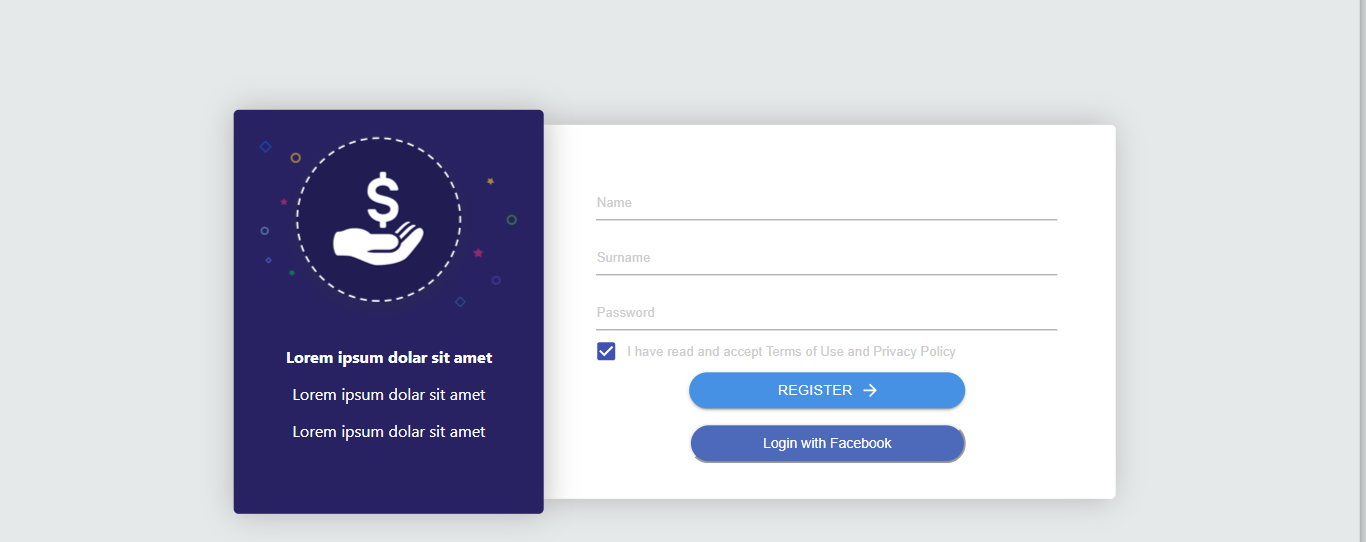 $
Lorem ipsum dolar sit amet
Lorem ipsum dolar sit amet
Lorem ipsum dolar sit amet
Name
Surname
Password
I have read and accept Terms of Use and Privacy Policy
REGISTER
Login with Facebook